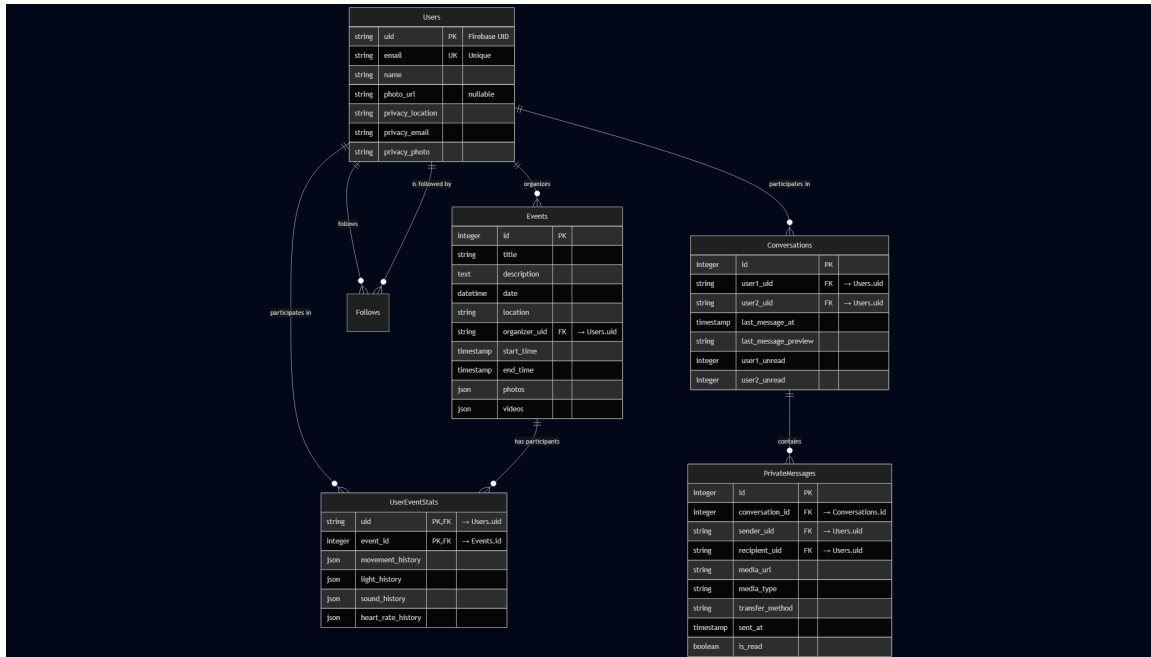 Users
string uid PK Firebase UID
string email UK Unique
string name
string photo_url nullable
string privacy_location
string privacy_email
string privacy_photo
is followed by
organizes
participates in
follows
participates in
Follows
Events
integer id PK
string title
text description
datetime date
string location
string organizer_uid FK → Users.uid
timestamp start_time
timestamp end_time
json photos
json videos
Conversations
integer id PK
string user1_uid FK → Users.uid
string user2_uid FK → Users.uid
timestamp last_message_at
string last_message_preview
integer user1_unread
integer user2_unread
has participants
contains
UserEventStats
string uid PK,FK → Users.uid
integer event_id PK,FK → Events.id
json movement_history
json light_history
json sound_history
json heart_rate_history
PrivateMessages
integer id PK
integer conversation_id FK → Conversations.id
string sender_uid FK → Users.uid
string recipient_uid FK → Users.uid
string media_url
string media_type
string transfer_method
timestamp sent_at
boolean is_read